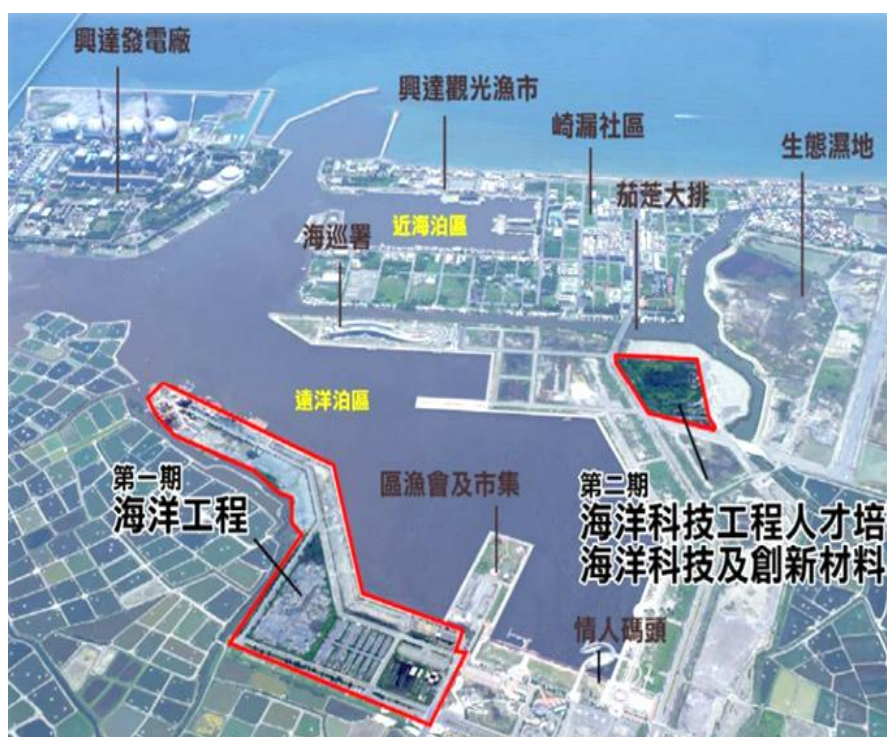 興達發電廠
興達觀光漁市
崎漏社區
生態濕地
茄萣大排
近海泊區
海巡署
遠洋泊區
第一期
海洋工程
區漁會及市集
第二期
海洋科技工程人才培
海洋科技及創新材料
情人碼頭